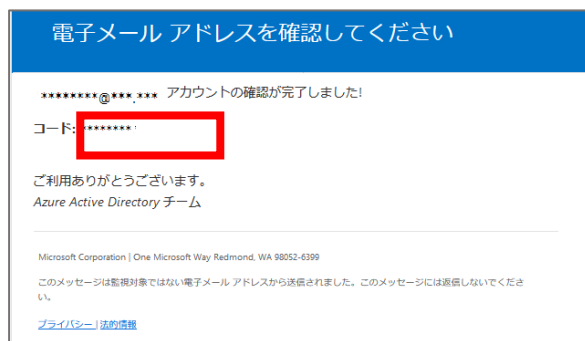 電子メール アドレスを確認してください
********@***.*** アカウントの確認が完了しました!
コード: ********
ご利用ありがとうございます。
Azure Active Directory チーム
Microsoft Corporation | One Microsoft Way Redmond, WA 98052-6399
このメッセージは監視対象ではない電子メール アドレスから送信されました。このメッセージには返信しないでくださ
い。
プライバシー | 法的情報